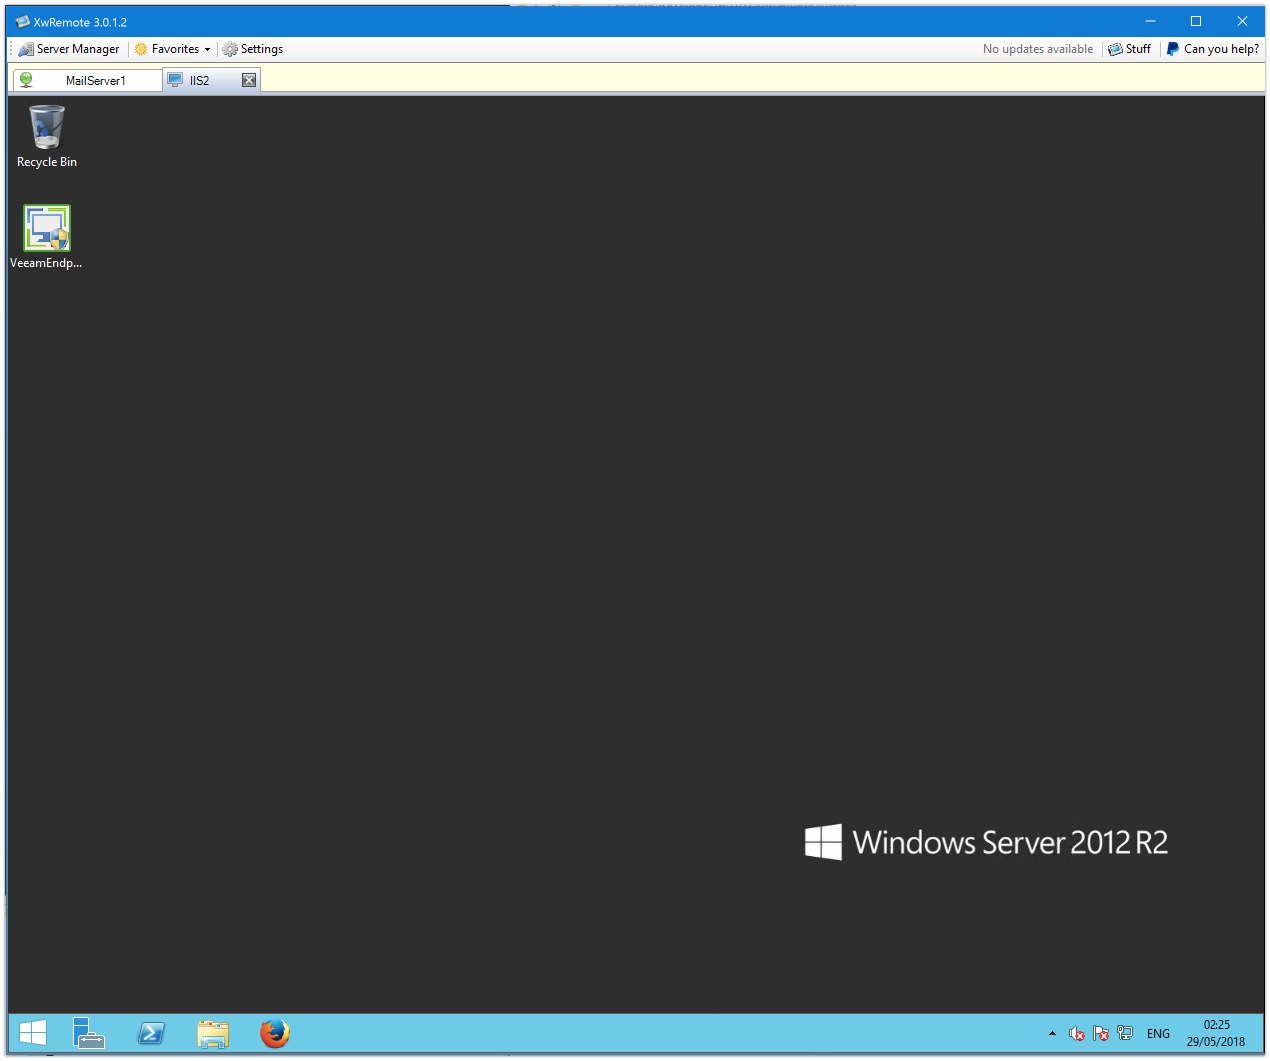 XwRemote 3.0.1.2
Server Manager Favorites Settings No updates available Stuff Can you help?
MailServer1 IIS2
Recycle Bin
VeeamEndp...
Windows Server 2012 R2
ENG
02:25
29/05/2018